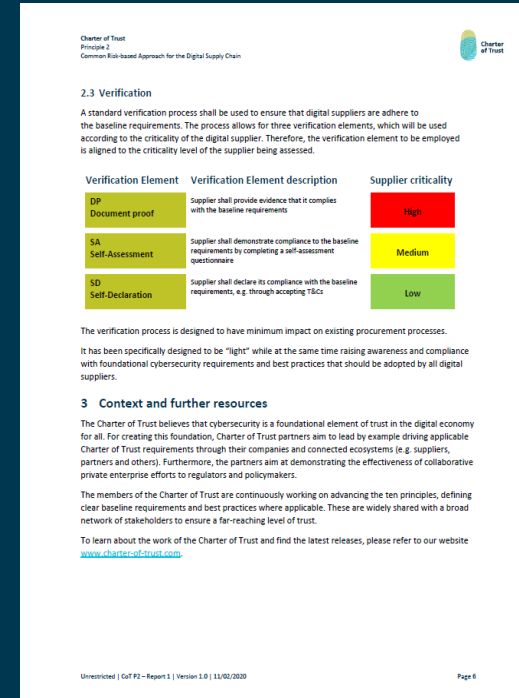 Charter of Trust
Principle 2
Common Risk-based Approach for the Digital Supply Chain
Charter
of Trust
2.3 Verification
A standard verification process shall be used to ensure that digital suppliers are adhere to
the baseline requirements. The process allows for three verification elements, which will be used
according to the criticality of the digital supplier. Therefore, the verification element to be employed
is aligned to the criticality level of the supplier being assessed.
Verification Element Verification Element description Supplier criticality
DP
Document proof
Supplier shall provide evidence that it complies
with the baseline requirements
High
SA
Self-Assessment
Supplier shall demonstrate compliance to the baseline
requirements by completing a self-assessment
questionnaire
Medium
SD
Self-Declaration
Supplier shall declare its compliance with the baseline
requirements, e.g. through accepting T&Cs
Low
The verification process is designed to have minimum impact on existing procurement processes.
It has been specifically designed to be "light" while at the same time raising awareness and compliance
with foundational cybersecurity requirements and best practices that should be adopted by all digital
suppliers.
3 Context and further resources
The Charter of Trust believes that cybersecurity is a foundational element of trust in the digital economy
for all. For creating this foundation, Charter of Trust partners aim to lead by example driving applicable
Charter of Trust requirements through their companies and connected ecosystems (e.g. suppliers,
partners and others). Furthermore, the partners aim at demonstrating the effectiveness of collaborative
private enterprise efforts to regulators and policymakers.
The members of the Charter of Trust are continuously working on advancing the ten principles, defining
clear baseline requirements and best practices where applicable. These are widely shared with a broad
network of stakeholders to ensure a far-reaching level of trust.
To learn about the work of the Charter of Trust and find the latest releases, please refer to our website
www.charter-of-trust.com.
Unrestricted | CoT P2 – Report 1 | Version 1.0 | 11/02/2020
Page 6